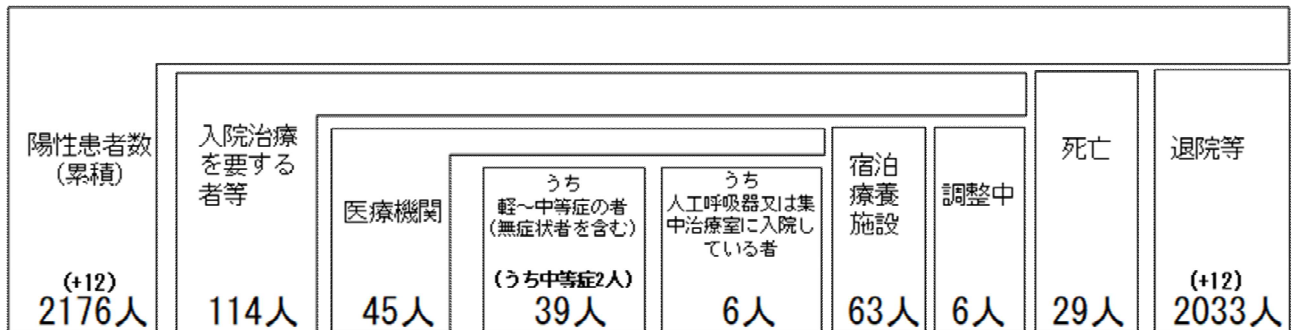 陽性患者数
(累積)
(+12)
2176人
入院治療
を要する
者等
114人
医療機関
45人
うち
軽～中等症の者
(無症状者を含む)
(うち中等症2人)
39人
うち
人工呼吸器又は集
中治療室に入院し
ている者
6人
宿泊
療養
施設
63人
調整中
6人
死亡
29人
退院等
(+12)
2033人